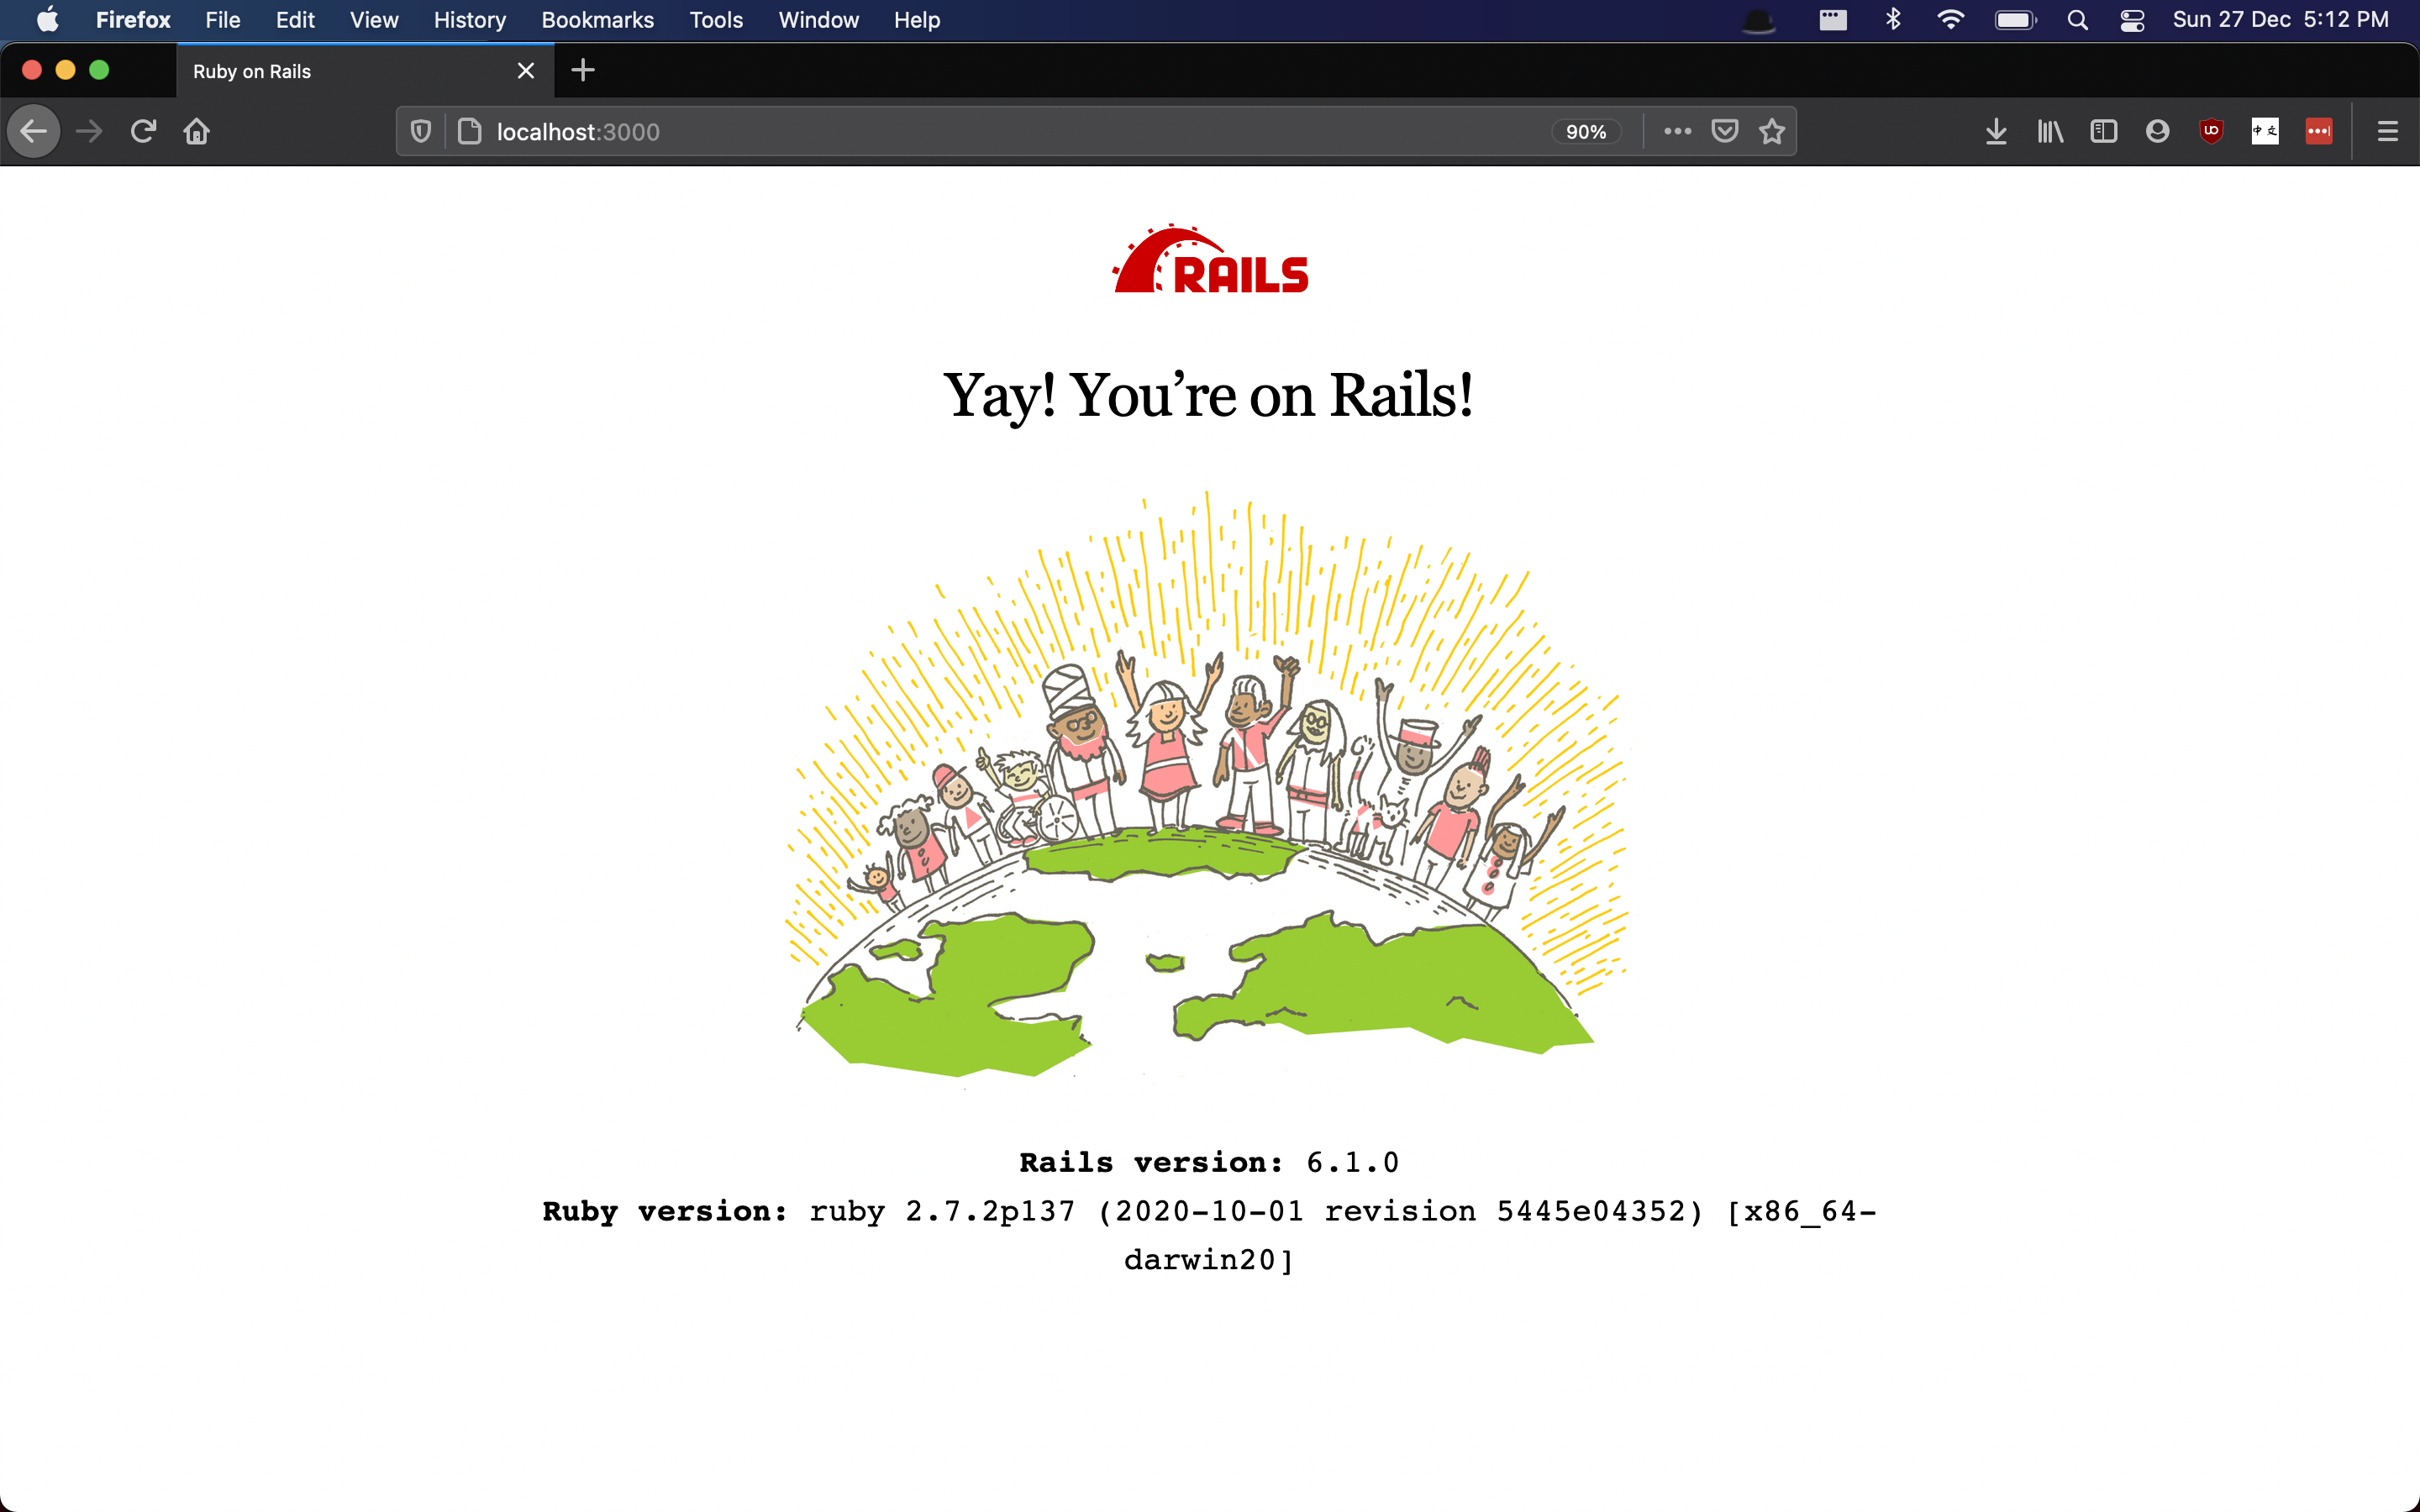 Firefox File Edit View History Bookmarks Tools Window Help Sun 27 Dec 5:12 PM
Ruby on Rails
localhost:3000 90%
RAILS
Yay! You’re on Rails!
Rails version: 6.1.0
Ruby version: ruby 2.7.2p137 (2020-10-01 revision 5445e04352) [x86_64-
darwin20]